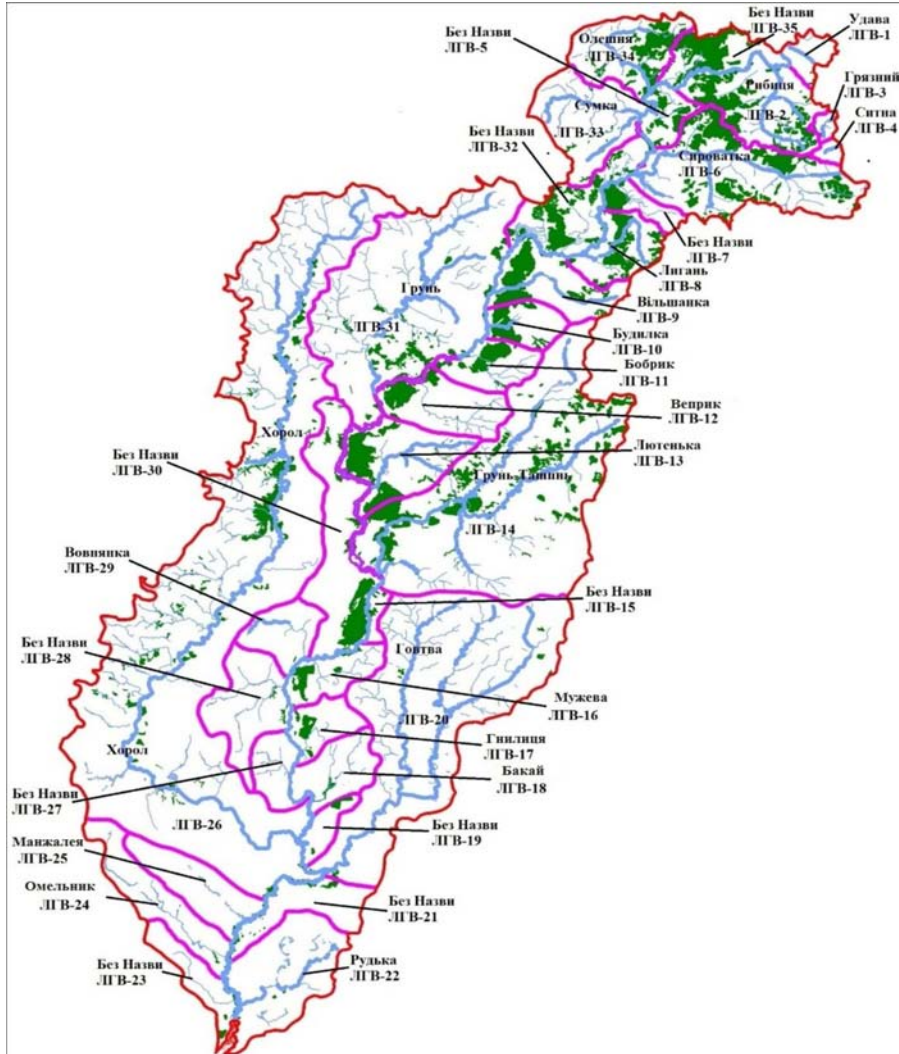 Без Назви
ЛГВ-35
Удава
ЛГВ-1
Без Назви
ЛГВ-5
Олешня
ЛГВ-34
Грязний
ЛГВ-3
Рибиця
ЛГВ-2
Ситна
ЛГВ-4
Сумка
ЛГВ-33
Без Назви
ЛГВ-32
Сироватка
ЛГВ-6
Без Назви
ЛГВ-7
Лигань
ЛГВ-8
Грунь
ЛГВ-31
Вільшанка
ЛГВ-9
Будилка
ЛГВ-10
Бобрик
ЛГВ-11
Веприк
ЛГВ-12
Хорол
Без Назви
ЛГВ-30
Лютенька
ЛГВ-13
Грунь Ташань
ЛГВ-14
Вовнянка
ЛГВ-29
Без Назви
ЛГВ-15
Без Назви
ЛГВ-28
Говтва
Мужева
ЛГВ-16
ЛГВ-20
Гнилиця
ЛГВ-17
Хорол
Бакай
ЛГВ-18
Без Назви
ЛГВ-27
ЛГВ-26
Без Назви
ЛГВ-19
Манжалея
ЛГВ-25
Омельник
ЛГВ-24
Без Назви
ЛГВ-21
Без Назви
ЛГВ-23
Рудька
ЛГВ-22